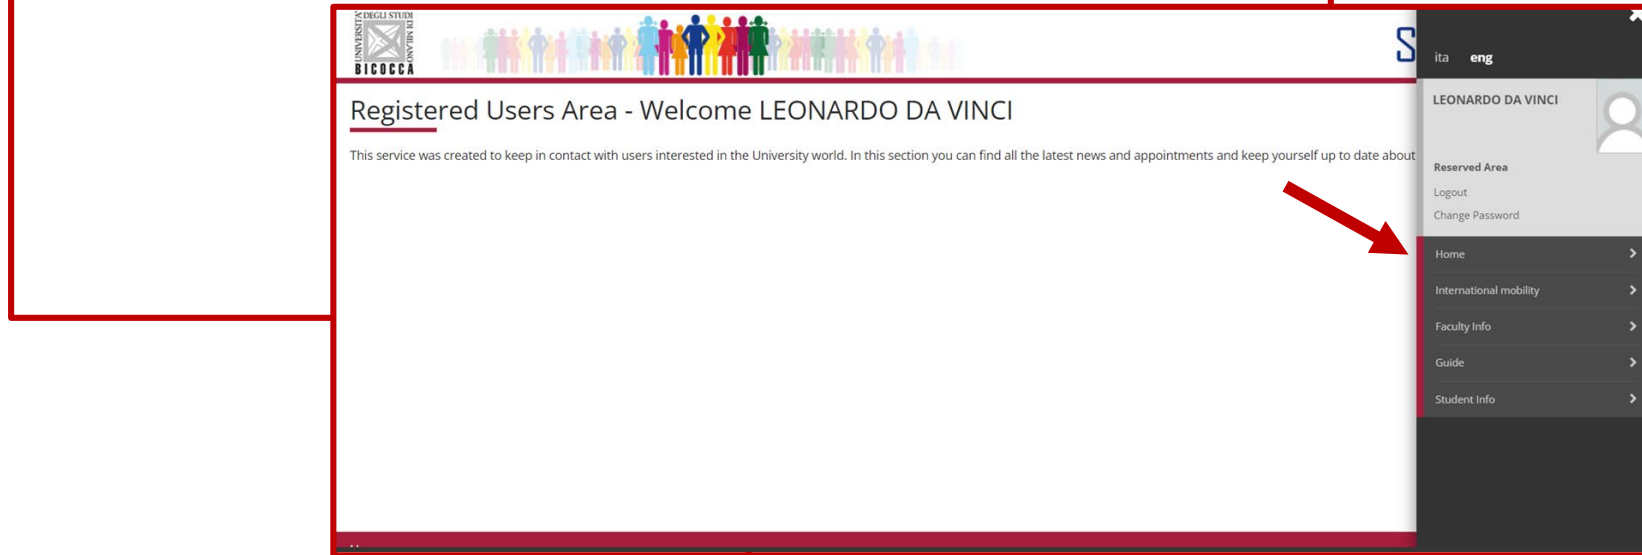 UNIVERSITA' DEGLI STUDI DI MILANO
BICOCCA
S
ita eng
Registered Users Area - Welcome LEONARDO DA VINCI
This service was created to keep in contact with users interested in the University world. In this section you can find all the latest news and appointments and keep yourself up to date about
LEONARDO DA VINCI
Reserved Area
Logout
Change Password
Home
International mobility
Faculty Info
Guide
Student Info